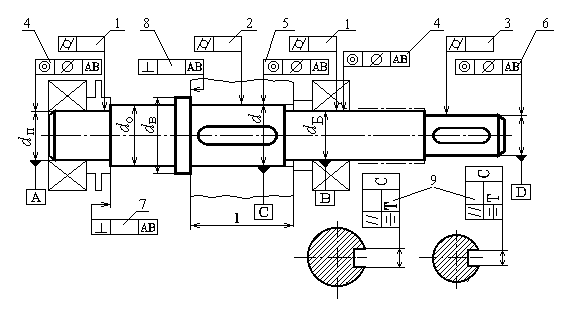 4 1 8 2 5 1 4 3 6
◎ ⌀ AB
⊥ AB
◎ ⌀ AB
◎ ⌀ AB
◎ ⌀ AB
dп
dо
dв
d
dБ
A
C
B
D
7
⊥ AB
l
9
// T C
T C